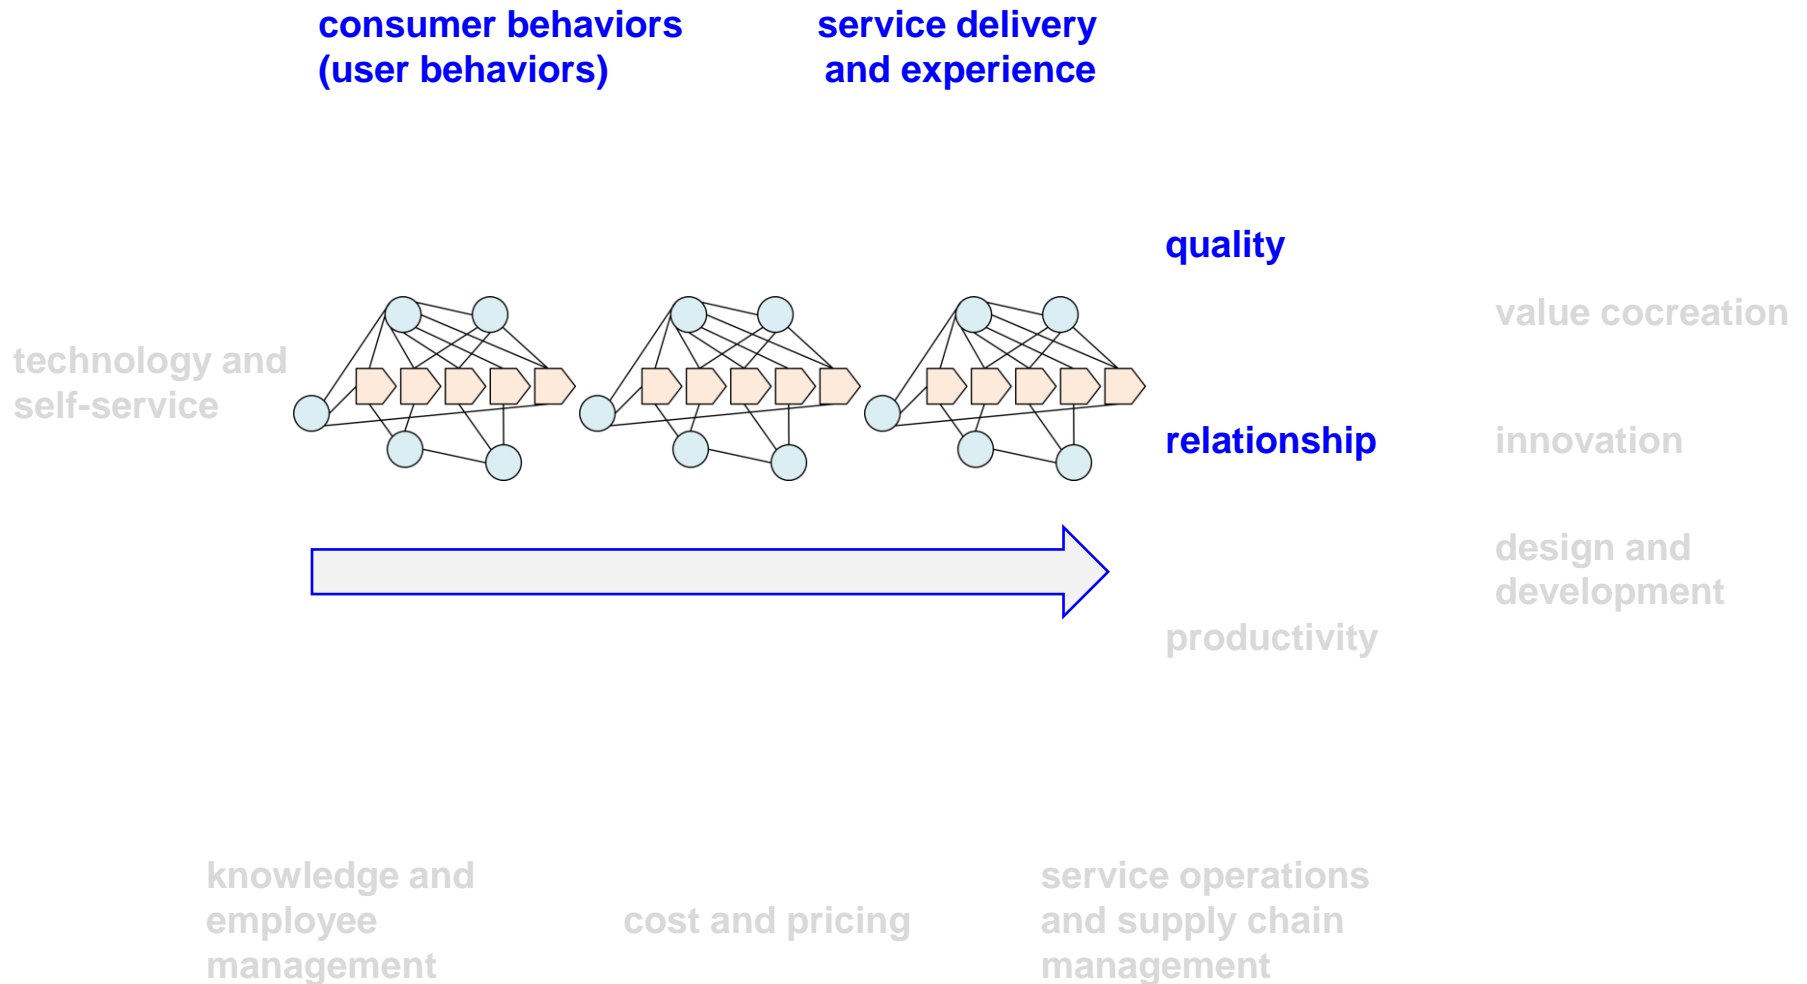 consumer behaviors
(user behaviors)
service delivery
and experience
quality
value cocreation
technology and
self-service
relationship
innovation
design and
development
productivity
knowledge and
employee
management
cost and pricing
service operations
and supply chain
management